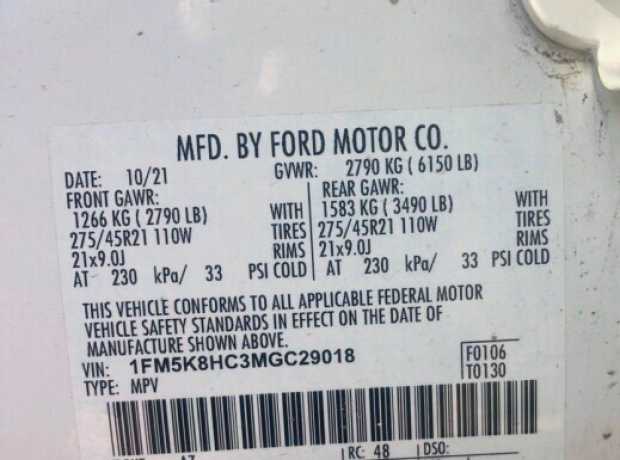 MFD. BY FORD MOTOR CO.
DATE: 10/21 GVWR: 2790 KG ( 6150 LB)
FRONT GAWR: REAR GAWR:
1266 KG ( 2790 LB) WITH 1583 KG ( 3490 LB) WITH
275/45R21 110W TIRES 275/45R21 110W TIRES
21x9.0J RIMS 21x9.0J RIMS
AT 230 kPa/ 33 PSI COLD AT 230 kPa/ 33 PSI COLD
THIS VEHICLE CONFORMS TO ALL APPLICABLE FEDERAL MOTOR
VEHICLE SAFETY STANDARDS IN EFFECT ON THE DATE OF
MANUFACTURE SHOWN ABOVE.
VIN: 1FM5K8HC3MGC29018 F0106
TYPE: MPV T0130
RC: 48 DSO: